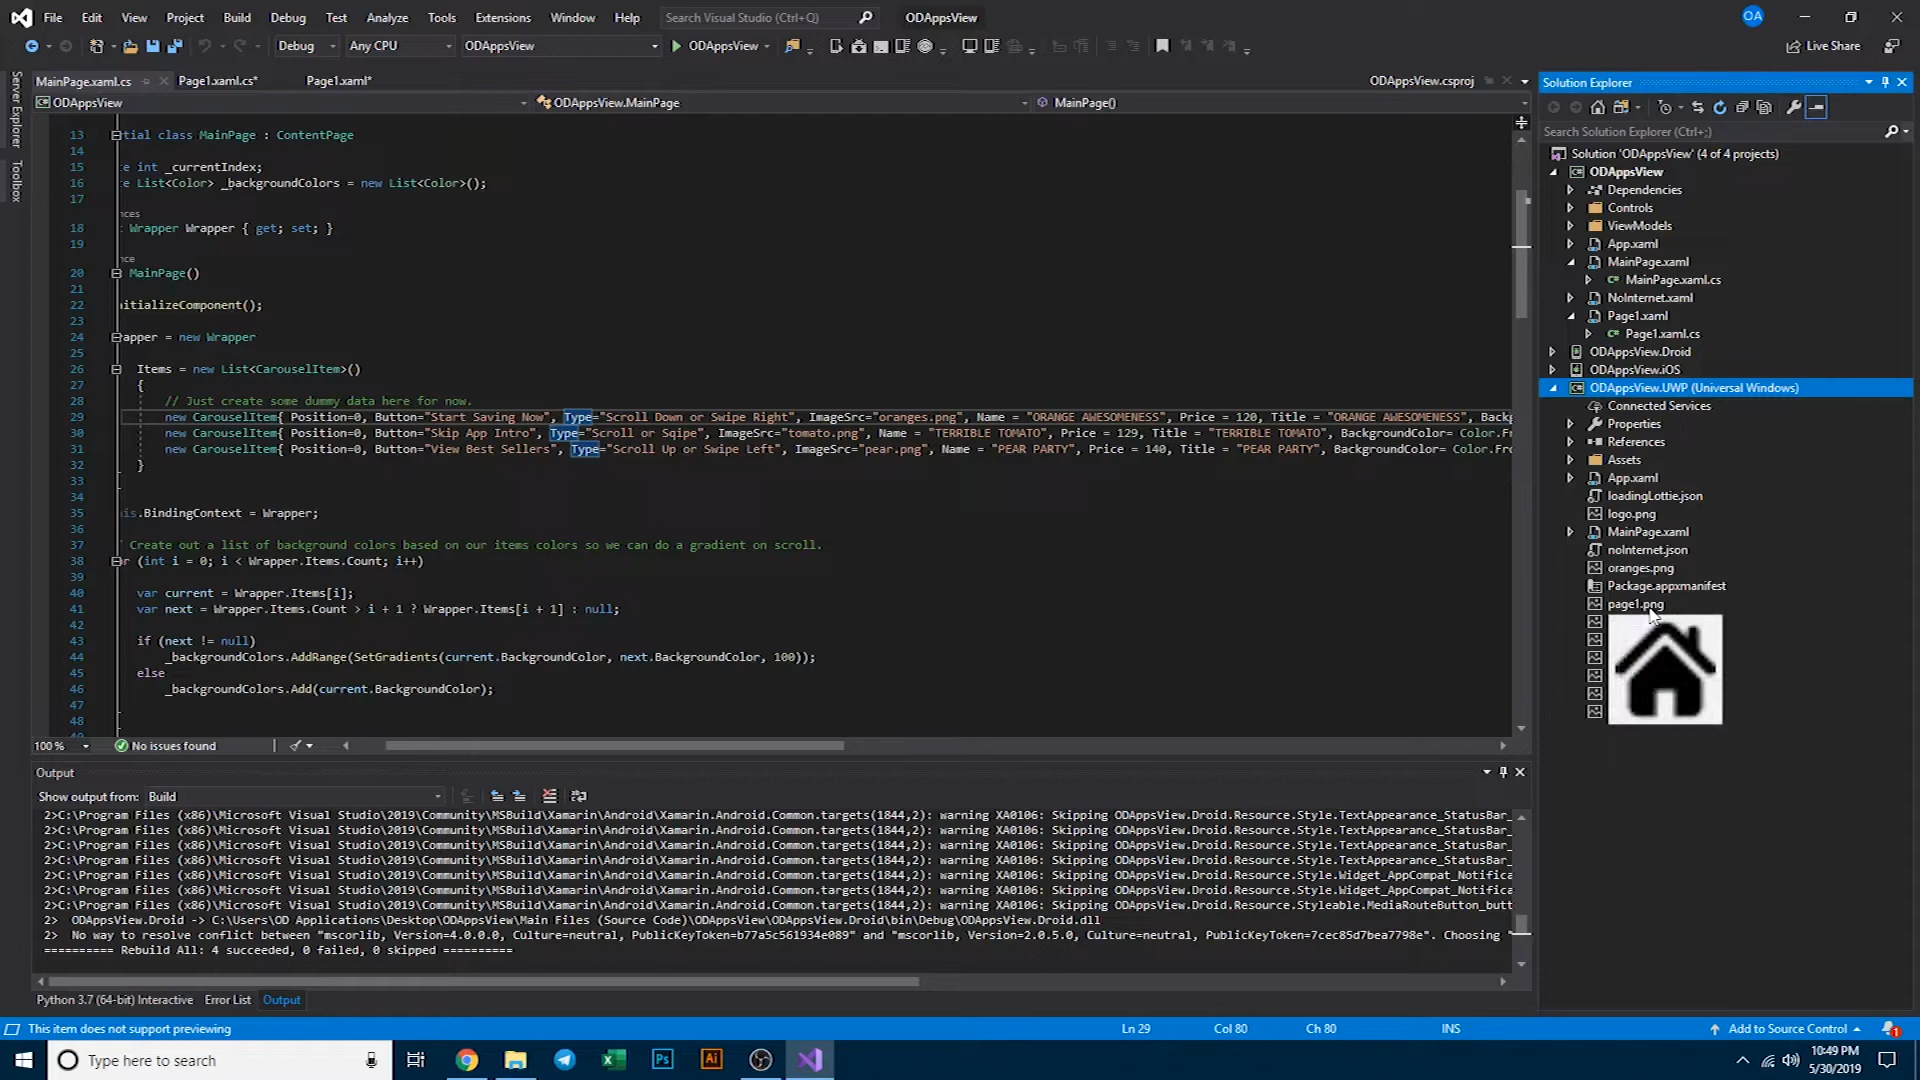 File Edit View Project Build Debug Test Analyze Tools Extensions Window Help Search Visual Studio (Ctrl+Q) ODAppsView OA
Debug Any CPU ODAppsView ODAppsView Live Share
Server Explorer
Toolbox
MainPage.xaml.cs Page1.xaml.cs* Page1.xaml* ODAppsView.csproj
ODAppsView ODAppsView.MainPage MainPage()
13 tial class MainPage : ContentPage
14
15 e int _currentIndex;
16 e List<Color> _backgroundColors = new List<Color>();
17
nces
18 Wrapper Wrapper { get; set; }
19
nce
20 MainPage()
21
22 itializeComponent();
23
24 apper = new Wrapper
25
26 Items = new List<CarouselItem>()
27 {
28 // Just create some dummy data here for now.
29 new CarouselItem{ Position=0, Button="Start Saving Now", Type="Scroll Down or Swipe Right", ImageSrc="oranges.png", Name = "ORANGE AWESOMENESS", Price = 120, Title = "ORANGE AWESOMENESS", Backg
30 new CarouselItem{ Position=0, Button="Skip App Intro", Type="Scroll or Sqipe", ImageSrc="tomato.png", Name = "TERRIBLE TOMATO", Price = 129, Title = "TERRIBLE TOMATO", BackgroundColor= Color.Fr
31 new CarouselItem{ Position=0, Button="View Best Sellers", Type="Scroll Up or Swipe Left", ImageSrc="pear.png", Name = "PEAR PARTY", Price = 140, Title = "PEAR PARTY", BackgroundColor= Color.Fro
32 }
33
34
35 is.BindingContext = Wrapper;
36
37 Create out a list of background colors based on our items colors so we can do a gradient on scroll.
38 r (int i = 0; i < Wrapper.Items.Count; i++)
39
40 var current = Wrapper.Items[i];
41 var next = Wrapper.Items.Count > i + 1 ? Wrapper.Items[i + 1] : null;
42
43 if (next != null)
44 _backgroundColors.AddRange(SetGradients(current.BackgroundColor, next.BackgroundColor, 100));
45 else
46 _backgroundColors.Add(current.BackgroundColor);
47
48
100 % No issues found
Output
Show output from: Build
2>C:\Program Files (x86)\Microsoft Visual Studio\2019\Community\MSBuild\Xamarin\Android\Xamarin.Android.Common.targets(1844,2): warning XA0106: Skipping ODAppsView.Droid.Resource.Style.TextAppearance_StatusBar_
2>C:\Program Files (x86)\Microsoft Visual Studio\2019\Community\MSBuild\Xamarin\Android\Xamarin.Android.Common.targets(1844,2): warning XA0106: Skipping ODAppsView.Droid.Resource.Style.TextAppearance_StatusBar_
2>C:\Program Files (x86)\Microsoft Visual Studio\2019\Community\MSBuild\Xamarin\Android\Xamarin.Android.Common.targets(1844,2): warning XA0106: Skipping ODAppsView.Droid.Resource.Style.TextAppearance_StatusBar_
2>C:\Program Files (x86)\Microsoft Visual Studio\2019\Community\MSBuild\Xamarin\Android\Xamarin.Android.Common.targets(1844,2): warning XA0106: Skipping ODAppsView.Droid.Resource.Style.TextAppearance_StatusBar_
2>C:\Program Files (x86)\Microsoft Visual Studio\2019\Community\MSBuild\Xamarin\Android\Xamarin.Android.Common.targets(1844,2): warning XA0106: Skipping ODAppsView.Droid.Resource.Style.Widget_AppCompat_Notifica
2>C:\Program Files (x86)\Microsoft Visual Studio\2019\Community\MSBuild\Xamarin\Android\Xamarin.Android.Common.targets(1844,2): warning XA0106: Skipping ODAppsView.Droid.Resource.Style.Widget_AppCompat_Notifica
2>C:\Program Files (x86)\Microsoft Visual Studio\2019\Community\MSBuild\Xamarin\Android\Xamarin.Android.Common.targets(1844,2): warning XA0106: Skipping ODAppsView.Droid.Resource.Styleable.MediaRouteButton_butt
2> ODAppsView.Droid -> C:\Users\OD Applications\Desktop\ODAppsView\Main Files (Source Code)\ODAppsView\ODAppsView.Droid\bin\Debug\ODAppsView.Droid.dll
2> No way to resolve conflict between "mscorlib, Version=4.0.0.0, Culture=neutral, PublicKeyToken=b77a5c561934e089" and "mscorlib, Version=2.0.5.0, Culture=neutral, PublicKeyToken=7cec85d7bea7798e". Choosing "
========== Rebuild All: 4 succeeded, 0 failed, 0 skipped ==========
Python 3.7 (64-bit) Interactive Error List Output
Solution Explorer
Search Solution Explorer (Ctrl+;)
Solution 'ODAppsView' (4 of 4 projects)
ODAppsView
Dependencies
Controls
ViewModels
App.xaml
MainPage.xaml
MainPage.xaml.cs
NoInternet.xaml
Page1.xaml
Page1.xaml.cs
ODAppsView.Droid
ODAppsView.iOS
ODAppsView.UWP (Universal Windows)
Connected Services
Properties
References
Assets
App.xaml
loadingLottie.json
logo.png
MainPage.xaml
noInternet.json
oranges.png
Package.appxmanifest
page1.png
This item does not support previewing Ln 29 Col 80 Ch 80 INS Add to Source Control 1
Type here to search Ps Ai 10:49 PM
5/30/2019